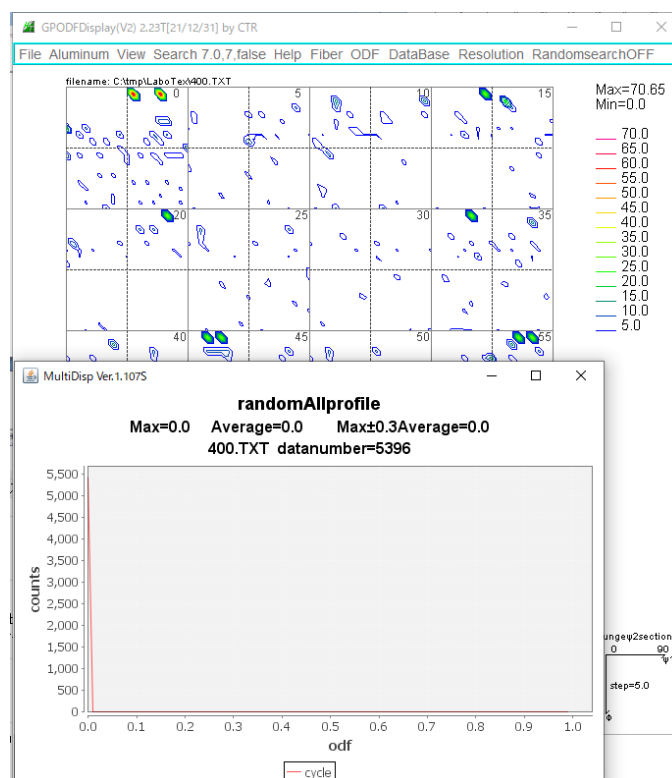 GPODFDisplay(V2) 2.23T[21/12/31] by CTR
File Aluminum View Search 7.0,7,false Help Fiber ODF DataBase Resolution RandomsearchOFF
filename: C:\tmp\LaboTex\400.TXT
Max=70.65
Min=0.0
0 5 10 15
70.0
65.0
60.0
55.0
50.0
45.0
40.0
35.0
30.0
25.0
20.0
15.0
10.0
5.0
20 25 30 35
40 45 50 55
MultiDisp Ver.1.107S
randomAllprofile
Max=0.0 Average=0.0 Max±0.3Average=0.0
400.TXT datanumber=5396
5,500
5,000
4,500
4,000
3,500
3,000
2,500
2,000
1,500
1,000
500
0
counts
0.0 0.1 0.2 0.3 0.4 0.5 0.6 0.7 0.8 0.9 1.0
odf
cycle
ungeψ2section
0 90
step=5.0
Φ